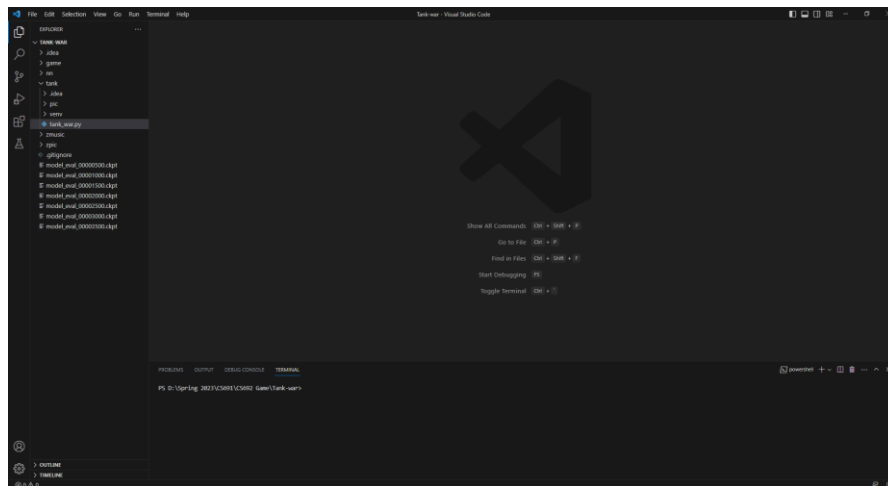 File Edit Selection View Go Run Terminal Help
Tank-war - Visual Studio Code
EXPLORER
TANK-WAR
.idea
game
nn
tank
.idea
pic
venv
tank_war.py
zmusic
zpic
.gitignore
model_eval_00000500.ckpt
model_eval_00001000.ckpt
model_eval_00001500.ckpt
model_eval_00002000.ckpt
model_eval_00002500.ckpt
model_eval_00003000.ckpt
model_eval_00003500.ckpt
Show All Commands Ctrl + Shift + P
Go to File Ctrl + P
Find in Files Ctrl + Shift + F
Start Debugging F5
Toggle Terminal Ctrl + `
PROBLEMS OUTPUT DEBUG CONSOLE TERMINAL
powershell
PS D:\Spring 2023\CS691\CS692 Game\Tank-war>
OUTLINE
TIMELINE
0 0